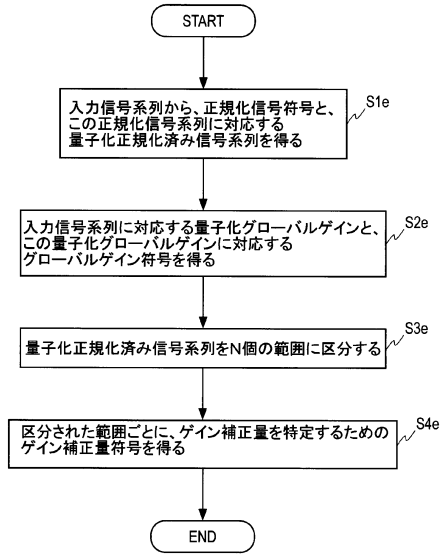 START
入力信号系列から、正規化信号符号と、
この正規化信号系列に対応する
量子化正規化済み信号系列を得る
S1e
入力信号系列に対応する量子化グローバルゲインと、
この量子化グローバルゲインに対応する
グローバルゲイン符号を得る
S2e
量子化正規化済み信号系列をN個の範囲に区分する
S3e
区分された範囲ごとに、ゲイン補正量を特定するための
ゲイン補正量符号を得る
S4e
END